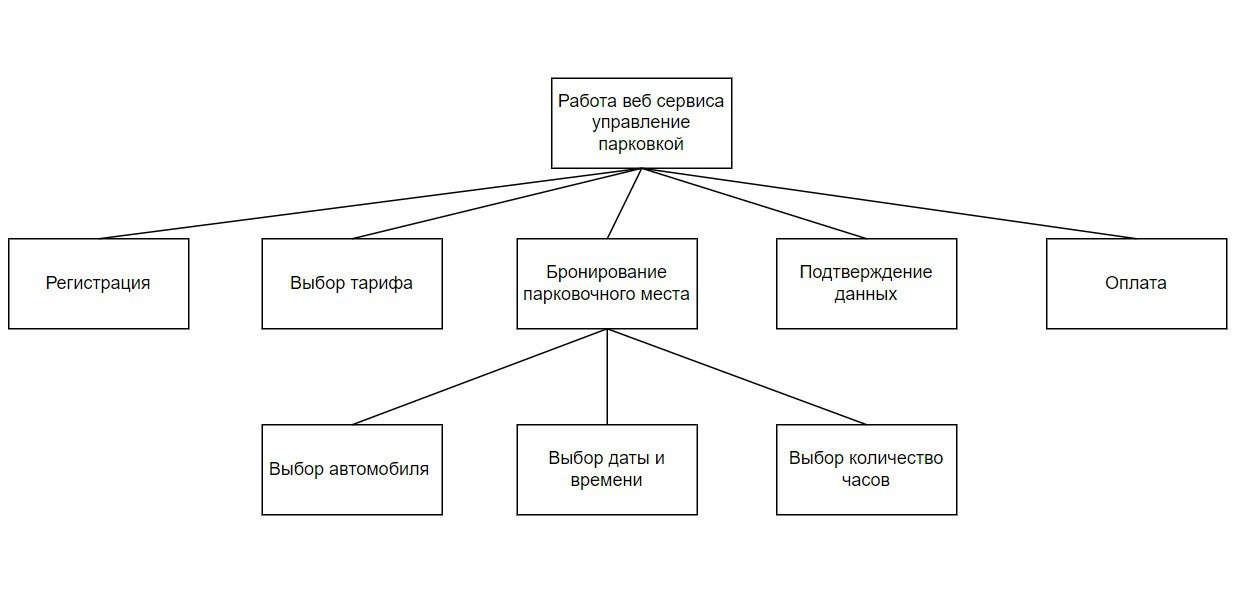 Работа веб сервиса
управление
парковкой
Регистрация
Выбор тарифа
Бронирование
парковочного места
Подтверждение
данных
Оплата
Выбор автомобиля
Выбор даты и
времени
Выбор количество
часов